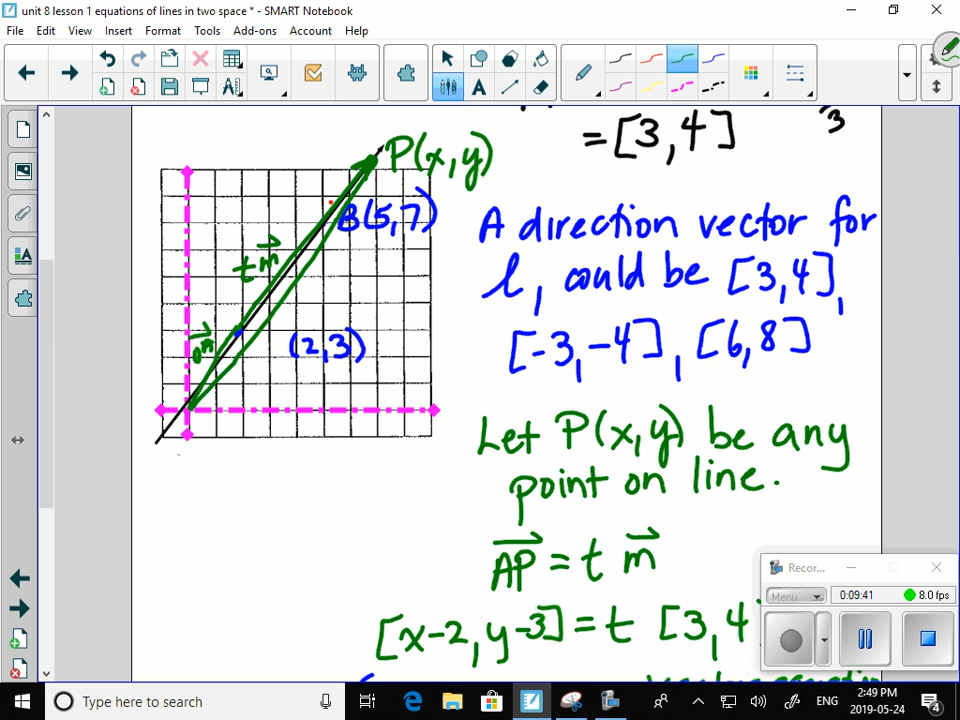 unit 8 lesson 1 equations of lines in two space * - SMART Notebook
File Edit View Insert Format Tools Add-ons Account Help
= [3, 4]
3
P(x, y)
B(5, 7)
t m
(2, 3)
A direction vector for
l, could be [3, 4],
[-3, -4], [6, 8]
Let P(x, y) be any
point on line.
AP = t m
[x-2, y-3] = t [3, 4
Recor...
Menu
0:09:41
8.0 fps
Type here to search
ENG
2:49 PM
2019-05-24
4